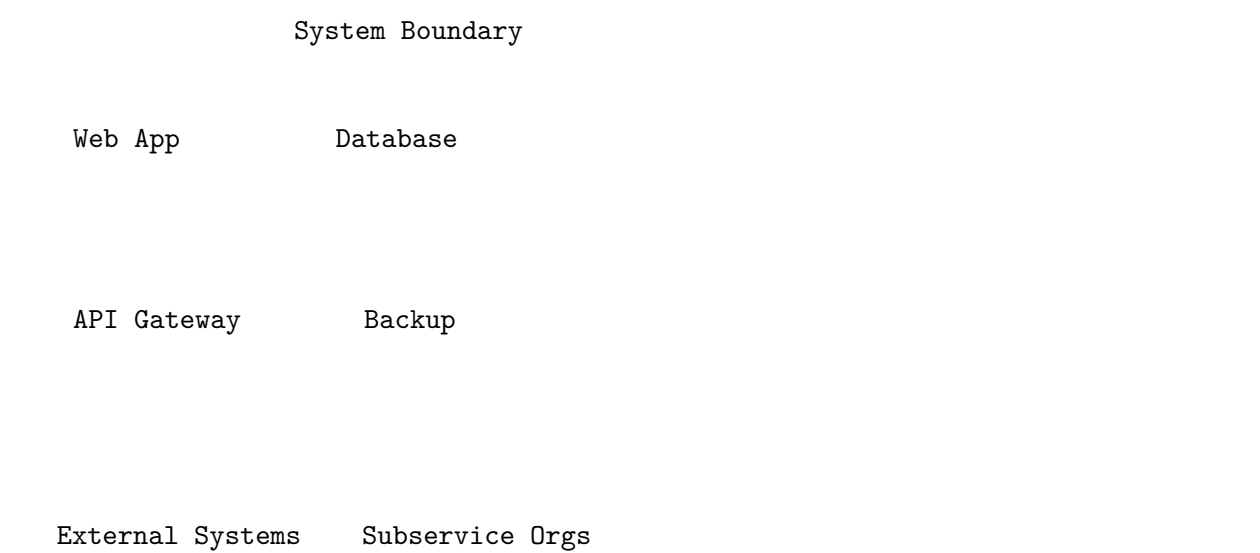 System Boundary
Web App Database
API Gateway Backup
External Systems Subservice Orgs